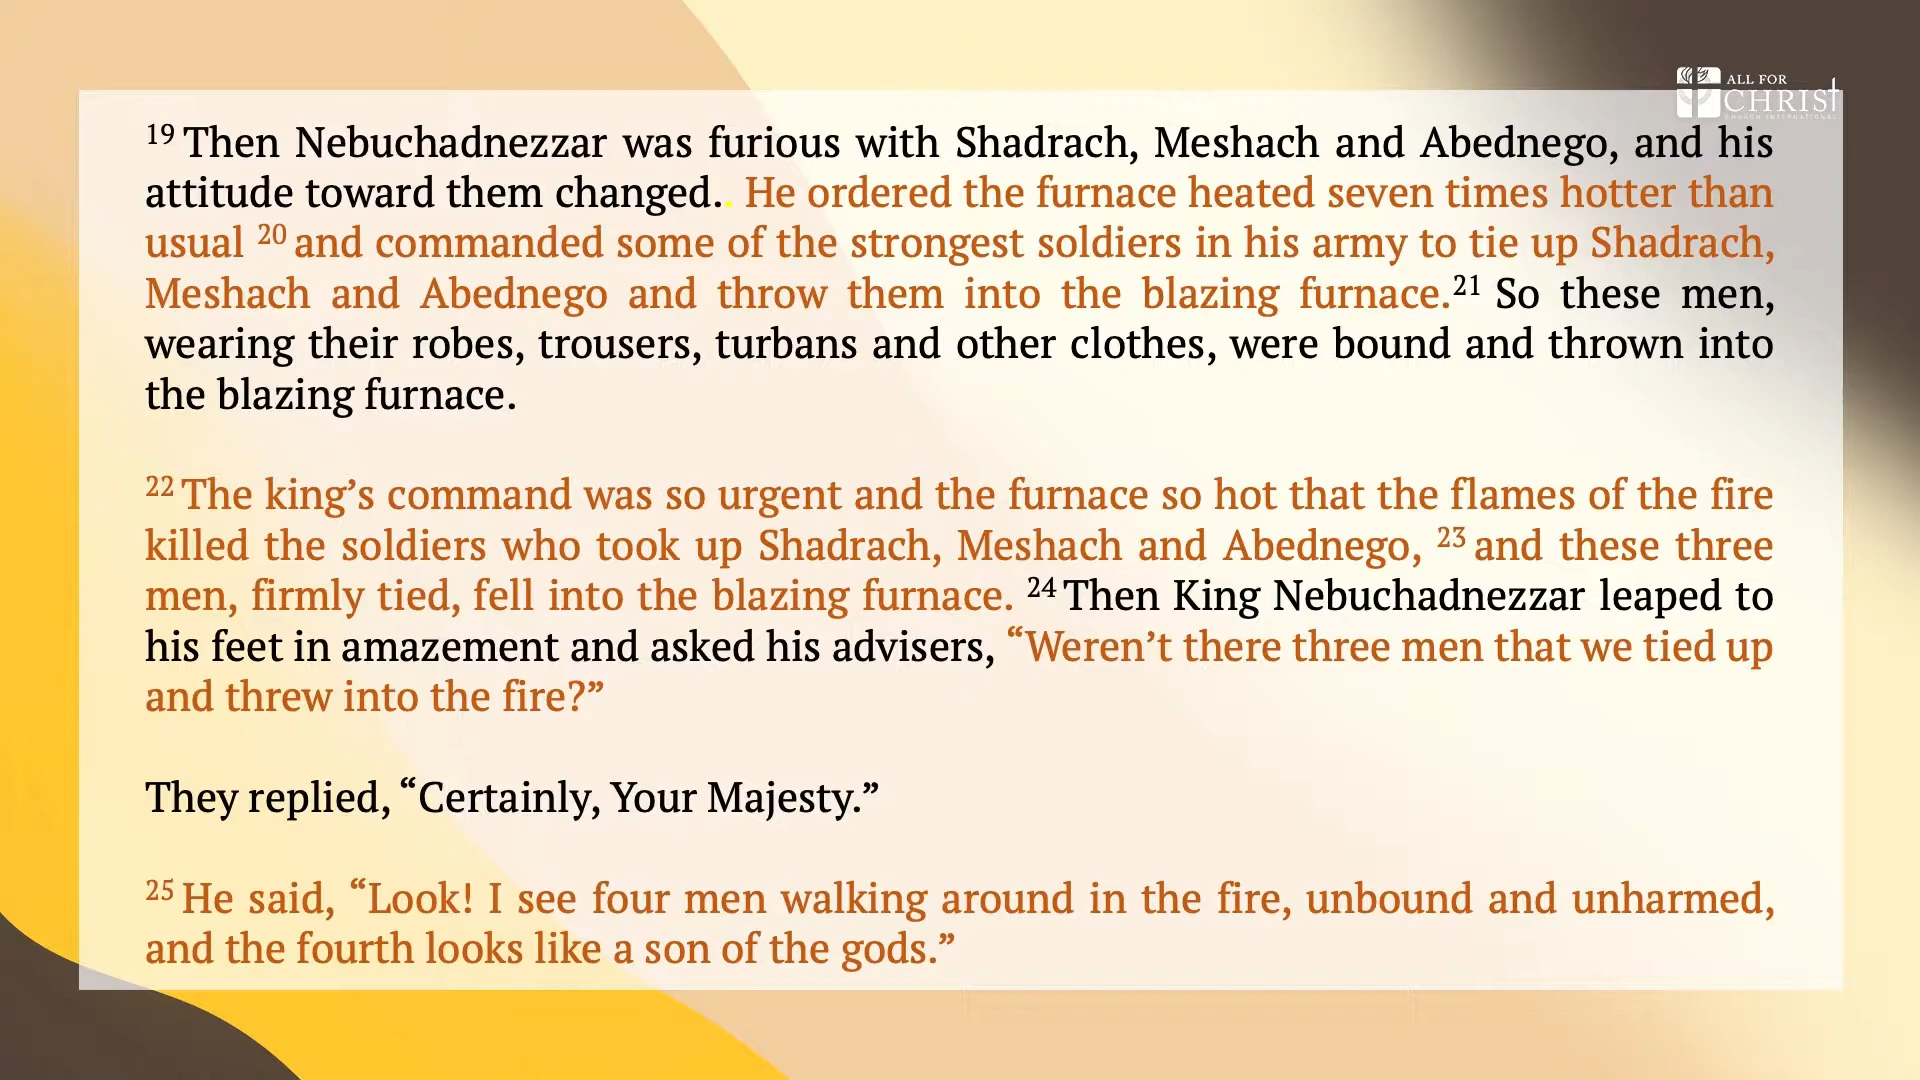 ALL FOR
CHRIST
CHURCH INTERNATIONAL
19 Then Nebuchadnezzar was furious with Shadrach, Meshach and Abednego, and his
attitude toward them changed.. He ordered the furnace heated seven times hotter than
usual 20 and commanded some of the strongest soldiers in his army to tie up Shadrach,
Meshach and Abednego and throw them into the blazing furnace.21 So these men,
wearing their robes, trousers, turbans and other clothes, were bound and thrown into
the blazing furnace.
22 The king’s command was so urgent and the furnace so hot that the flames of the fire
killed the soldiers who took up Shadrach, Meshach and Abednego, 23 and these three
men, firmly tied, fell into the blazing furnace. 24 Then King Nebuchadnezzar leaped to
his feet in amazement and asked his advisers, “Weren’t there three men that we tied up
and threw into the fire?”
They replied, “Certainly, Your Majesty.”
25 He said, “Look! I see four men walking around in the fire, unbound and unharmed,
and the fourth looks like a son of the gods.”